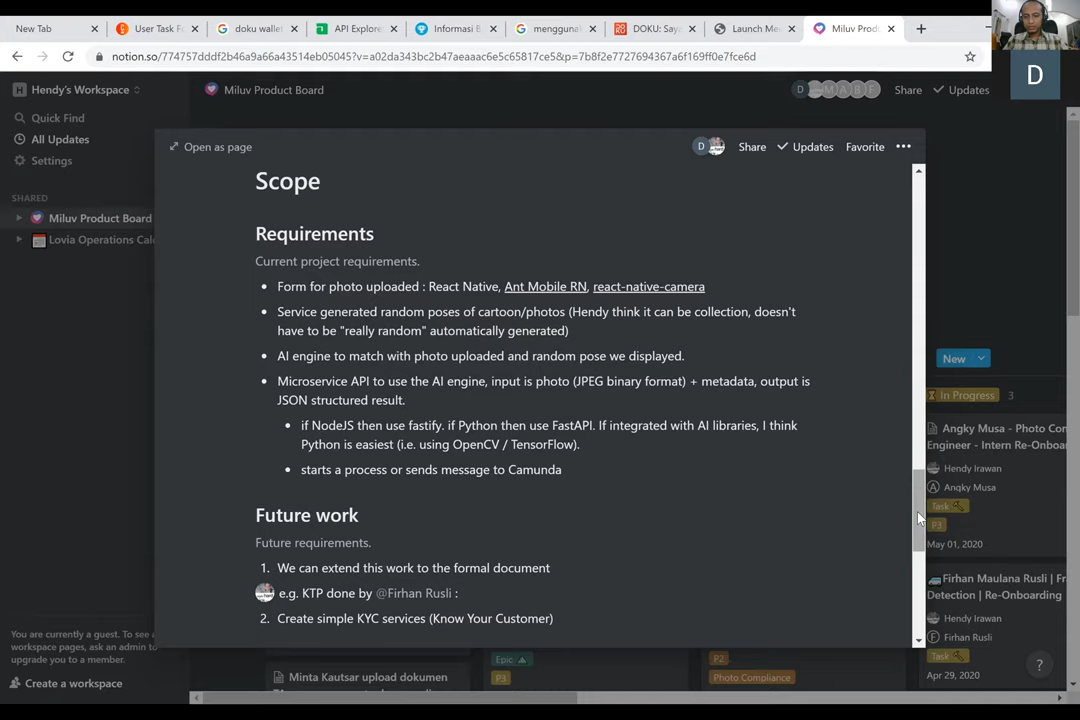 New Tab
User Task Fo
doku wallet
API Explore
Informasi B
mengguna
DOKU: Saya
Launch Mee
Miluv Produ
notion.so/774757dddf2b46a9a66a43514eb05045?v=a02da343bc2b47aeaaac6e5c65817ce5&p=7b8f2e7727694367a6f169ff0e7fce6d
D
H Hendy's Workspace
Miluv Product Board
D M A B F
Share
Updates
Quick Find
All Updates
Settings
SHARED
Miluv Product Board
Lovia Operations Cal
Open as page
D
Share
Updates
Favorite
Scope
Requirements
Current project requirements.
• Form for photo uploaded : React Native, Ant Mobile RN, react-native-camera
• Service generated random poses of cartoon/photos (Hendy think it can be collection, doesn't
have to be "really random" automatically generated)
• AI engine to match with photo uploaded and random pose we displayed.
• Microservice API to use the AI engine, input is photo (JPEG binary format) + metadata, output is
JSON structured result.
• if NodeJS then use fastify. if Python then use FastAPI. If integrated with AI libraries, I think
Python is easiest (i.e. using OpenCV / TensorFlow).
• starts a process or sends message to Camunda
Future work
Future requirements.
1. We can extend this work to the formal document
e.g. KTP done by @Firhan Rusli :
2. Create simple KYC services (Know Your Customer)
New
In Progress 3
Angky Musa - Photo Com
Engineer - Intern Re-Onboa
Hendy Irawan
A Angky Musa
Task
P3
May 01, 2020
Firhan Maulana Rusli | Fr
Detection | Re-Onboarding
Hendy Irawan
F Firhan Rusli
Task
Apr 29, 2020
You are currently a guest. To see a
workspace pages, ask an admin to
upgrade you to a member.
Create a workspace
Minta Kautsar upload dokumen
P3
Epic
P3
P2
Photo Compliance
?